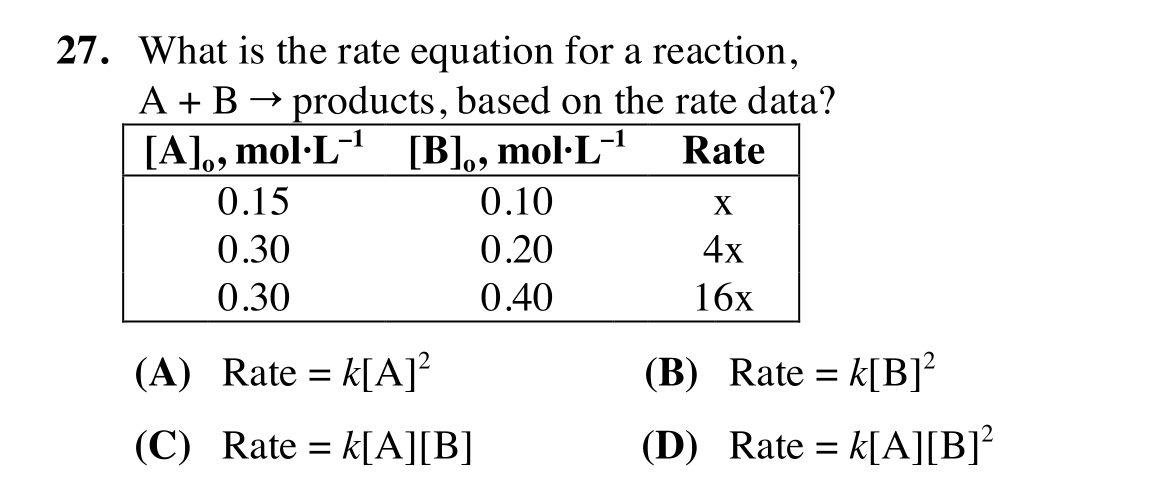 27. What is the rate equation for a reaction,
A + B → products, based on the rate data?
[A]₀, mol·L⁻¹ [B]₀, mol·L⁻¹ Rate
0.15 0.10 x
0.30 0.20 4x
0.30 0.40 16x
(A) Rate = k[A]² (B) Rate = k[B]²
(C) Rate = k[A][B] (D) Rate = k[A][B]²